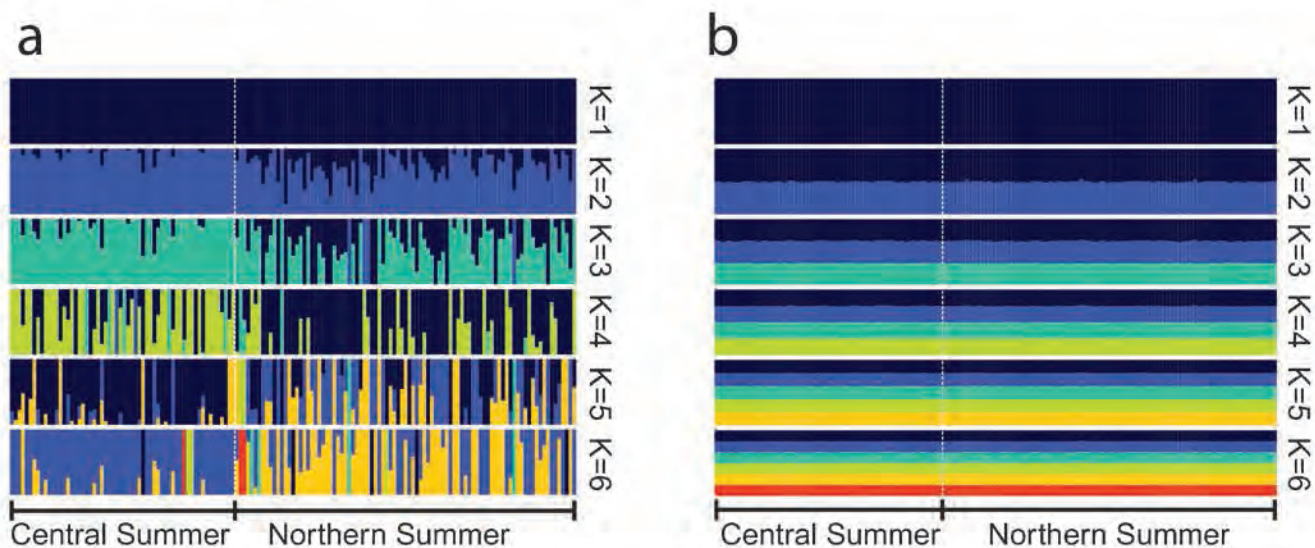 a
K=1
K=2
K=3
K=4
K=5
K=6
Central Summer
Northern Summer
b
K=1
K=2
K=3
K=4
K=5
K=6
Central Summer
Northern Summer